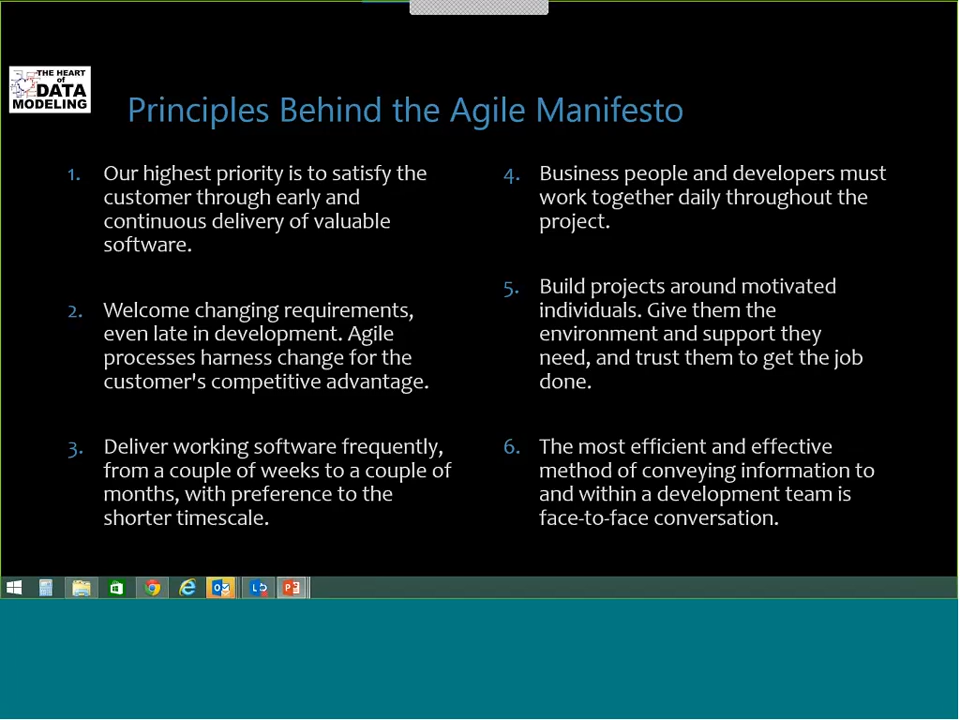 THE HEART
of
DATA
MODELING
Principles Behind the Agile Manifesto
1. Our highest priority is to satisfy the
customer through early and
continuous delivery of valuable
software.
2. Welcome changing requirements,
even late in development. Agile
processes harness change for the
customer's competitive advantage.
3. Deliver working software frequently,
from a couple of weeks to a couple of
months, with preference to the
shorter timescale.
4. Business people and developers must
work together daily throughout the
project.
5. Build projects around motivated
individuals. Give them the
environment and support they
need, and trust them to get the job
done.
6. The most efficient and effective
method of conveying information to
and within a development team is
face-to-face conversation.